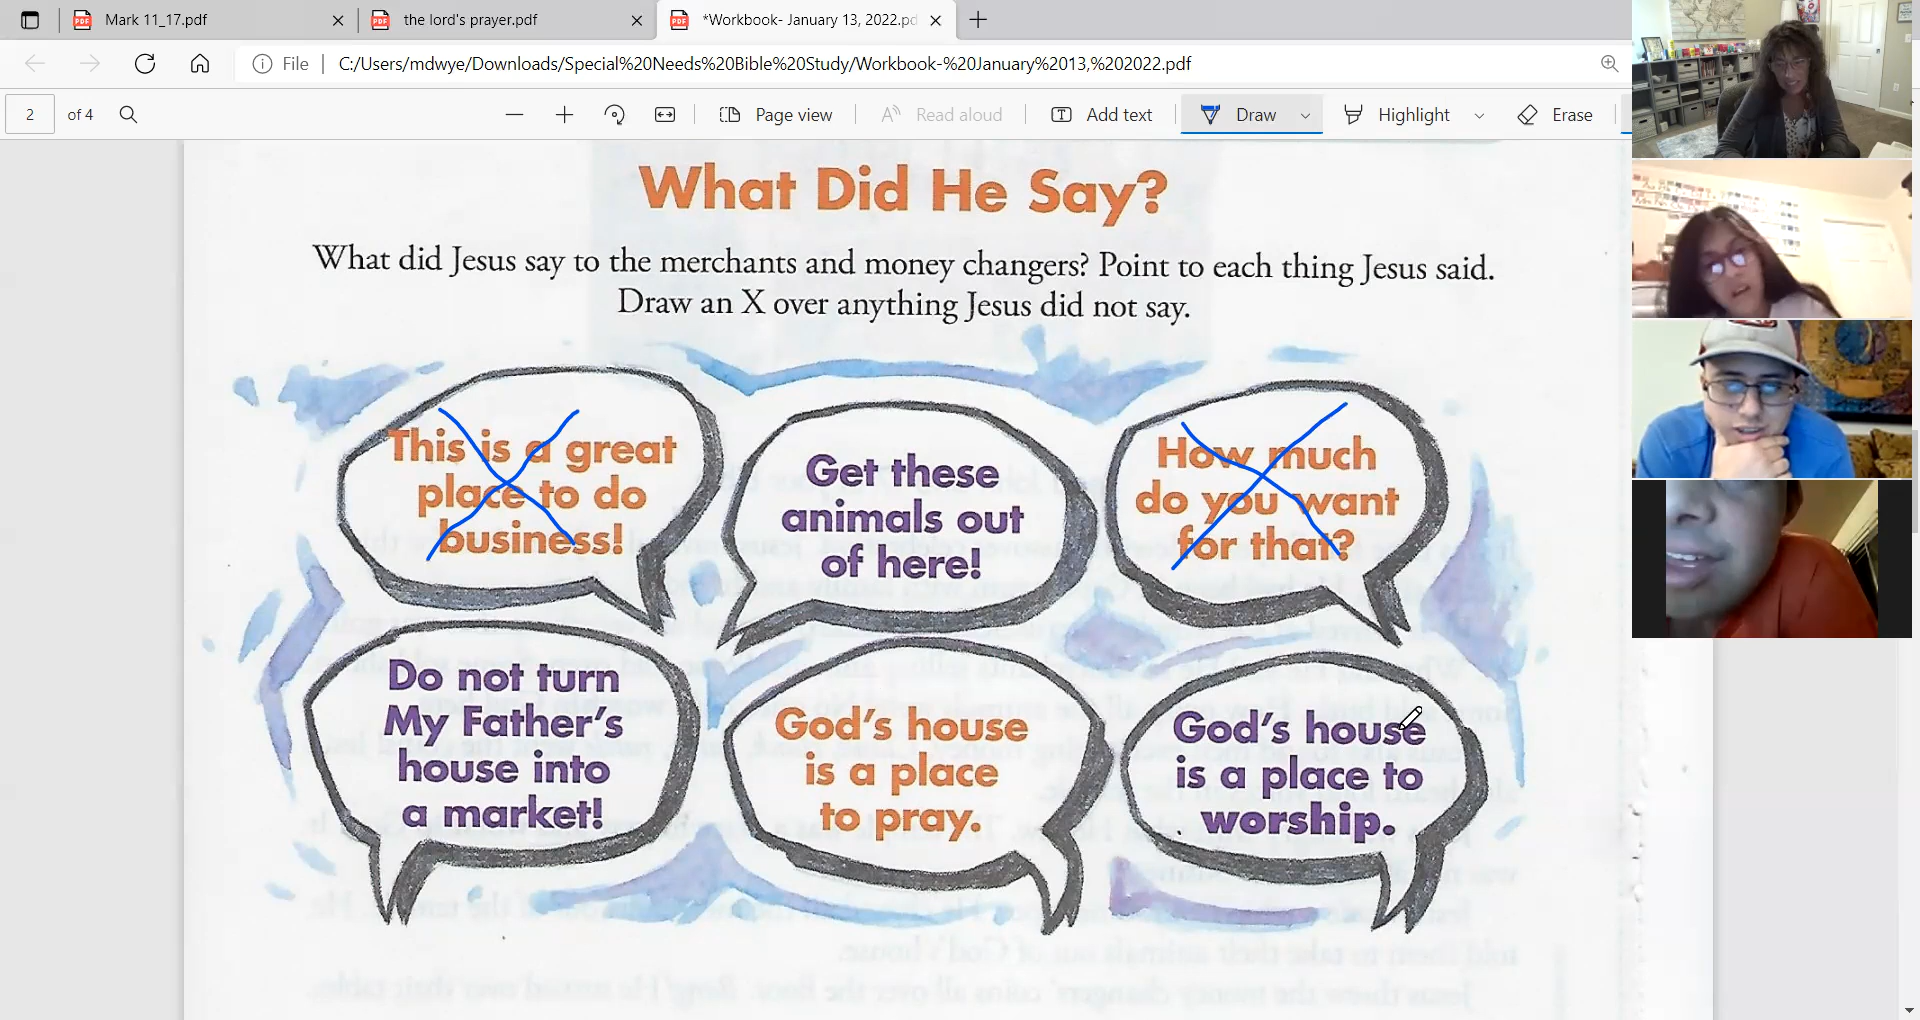 Mark 11_17.pdf
the lord's prayer.pdf
*Workbook- January 13, 2022.pd
File
C:/Users/mdwye/Downloads/Special%20Needs%20Bible%20Study/Workbook-%20January%2013,%202022.pdf
2 of 4
Page view
Read aloud
Add text
Draw
Highlight
Erase
What Did He Say?
What did Jesus say to the merchants and money changers? Point to each thing Jesus said.
Draw an X over anything Jesus did not say.
This is a great
place to do
business!
Get these
animals out
of here!
How much
do you want
for that?
Do not turn
My Father's
house into
a market!
God's house
is a place
to pray.
God's house
is a place to
worship.